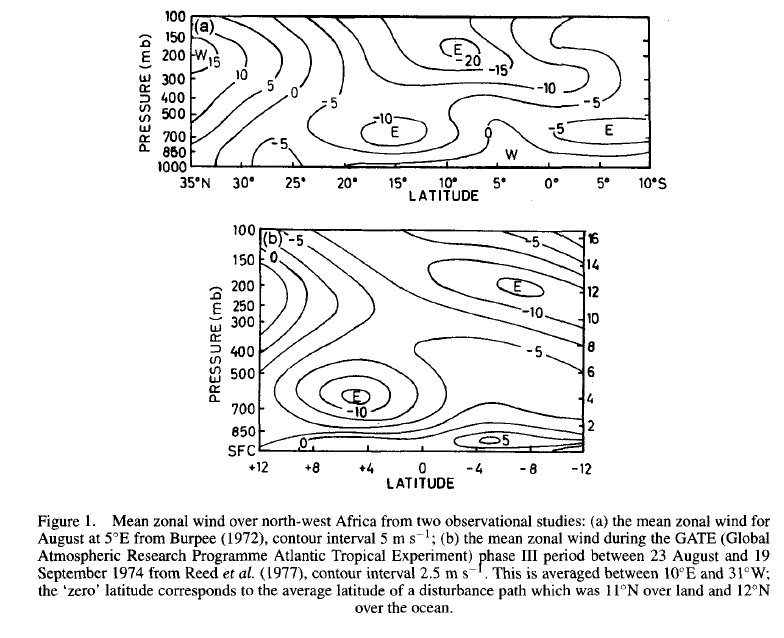 100
(a)
150
W 15
E
-20
200
-15
10
300
5
-10
0
400
-5
-5
500
-10
E
0
-5
E
700
-5
850
W
1000
PRESSURE (mb)
35°N 30° 25° 20° 15° 10° 5° 0° 5° 10°S
LATITUDE
100
(b)
-5
-5
16
0
150
14
200
E
12
250
-10
300
10
400
-5
8
500
6
E
4
700
-10
2
850
0
5
SFC
PRESSURE (mb)
+12 +8 +4 0 -4 -8 -12
LATITUDE
Figure 1. Mean zonal wind over north-west Africa from two observational studies: (a) the mean zonal wind for
August at 5°E from Burpee (1972), contour interval 5 m s⁻¹; (b) the mean zonal wind during the GATE (Global
Atmospheric Research Programme Atlantic Tropical Experiment) phase III period between 23 August and 19
September 1974 from Reed et al. (1977), contour interval 2.5 m s⁻¹. This is averaged between 10°E and 31°W;
the 'zero' latitude corresponds to the average latitude of a disturbance path which was 11°N over land and 12°N
over the ocean.